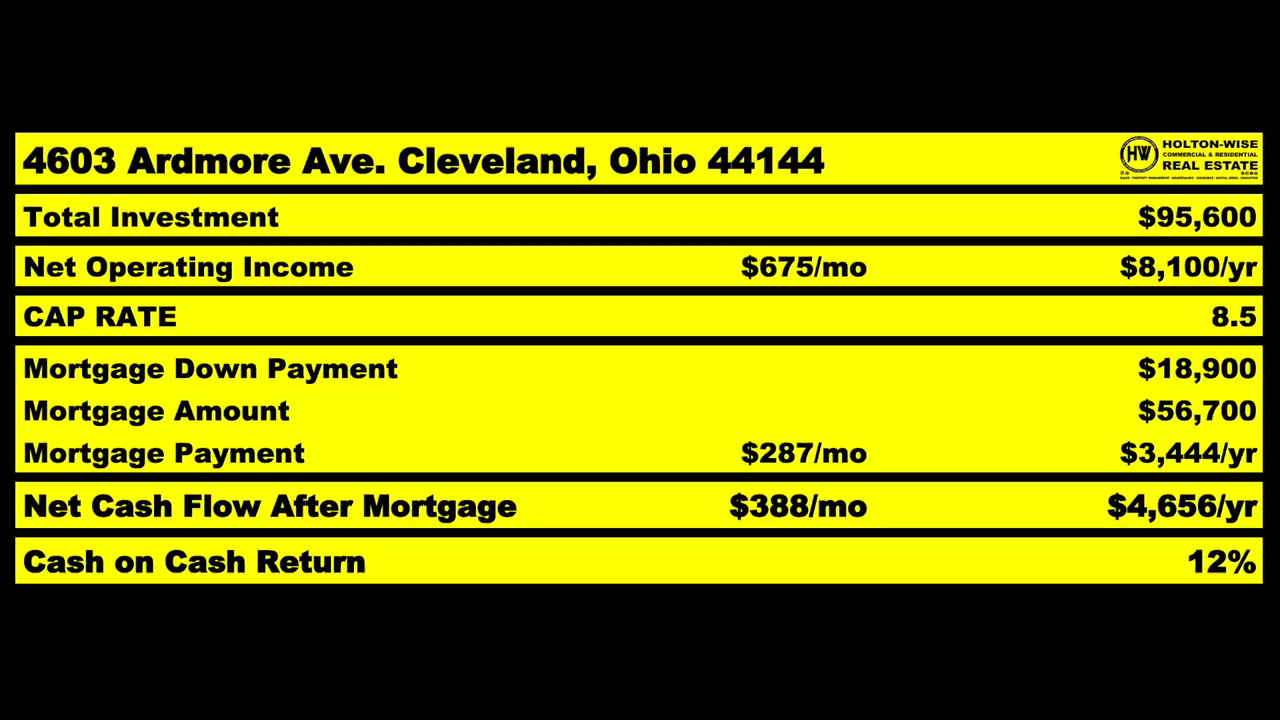 4603 Ardmore Ave. Cleveland, Ohio 44144
HW HOLTON-WISE
COMMERCIAL & RESIDENTIAL
REAL ESTATE
Total Investment $95,600
Net Operating Income $675/mo $8,100/yr
CAP RATE 8.5
Mortgage Down Payment $18,900
Mortgage Amount $56,700
Mortgage Payment $287/mo $3,444/yr
Net Cash Flow After Mortgage $388/mo $4,656/yr
Cash on Cash Return 12%